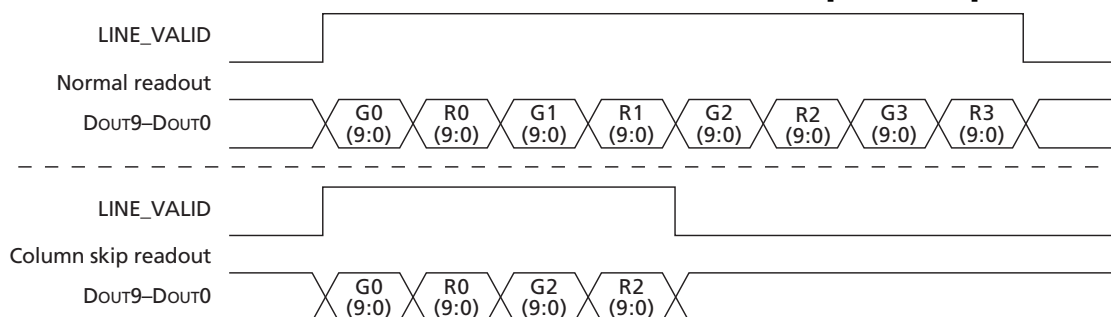 LINE_VALID
Normal readout
DOUT9–DOUT0
G0 (9:0) R0 (9:0) G1 (9:0) R1 (9:0) G2 (9:0) R2 (9:0) G3 (9:0) R3 (9:0)
LINE_VALID
Column skip readout
DOUT9–DOUT0
G0 (9:0) R0 (9:0) G2 (9:0) R2 (9:0)